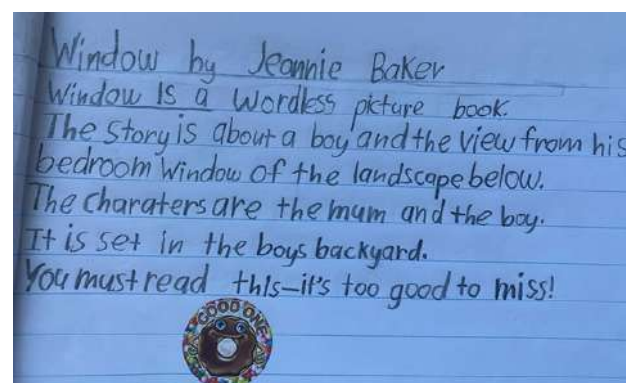 Window by Jeannie Baker
Window is a wordless picture book.
The story is about a boy and the view from his
bedroom window of the landscape below.
The charaters are the mum and the boy.
It is set in the boys backyard.
You must read this—it's too good to miss!
GOOD ONE